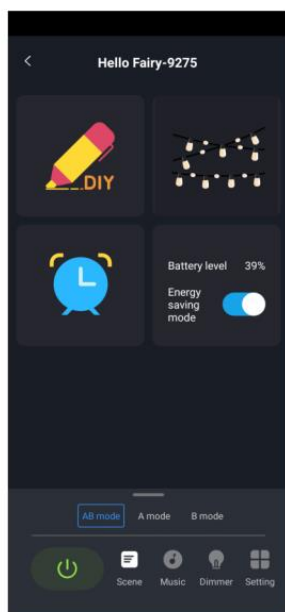 Hello Fairy-9275
DIY
Battery level 39%
Energy
saving
mode
AB mode A mode B mode
Scene Music Dimmer Setting